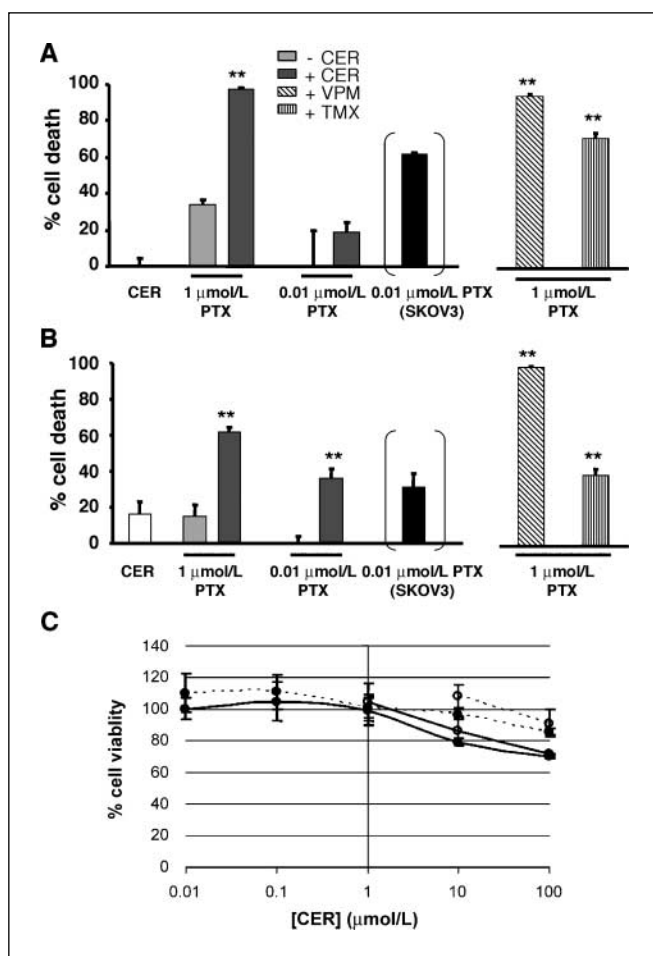 A
- CER
+ CER
+ VPM
+ TMX
% cell death
100
80
60
40
20
0
**
**
**
CER
1 μmol/L PTX
0.01 μmol/L PTX
0.01 μmol/L PTX (SKOV3)
1 μmol/L PTX
B
% cell death
100
80
60
40
20
0
**
**
**
**
CER
1 μmol/L PTX
0.01 μmol/L PTX
0.01 μmol/L PTX (SKOV3)
1 μmol/L PTX
C
% cell viablity
140
120
100
80
60
40
20
0
0.01
0.1
1
10
100
[CER] (μmol/L)